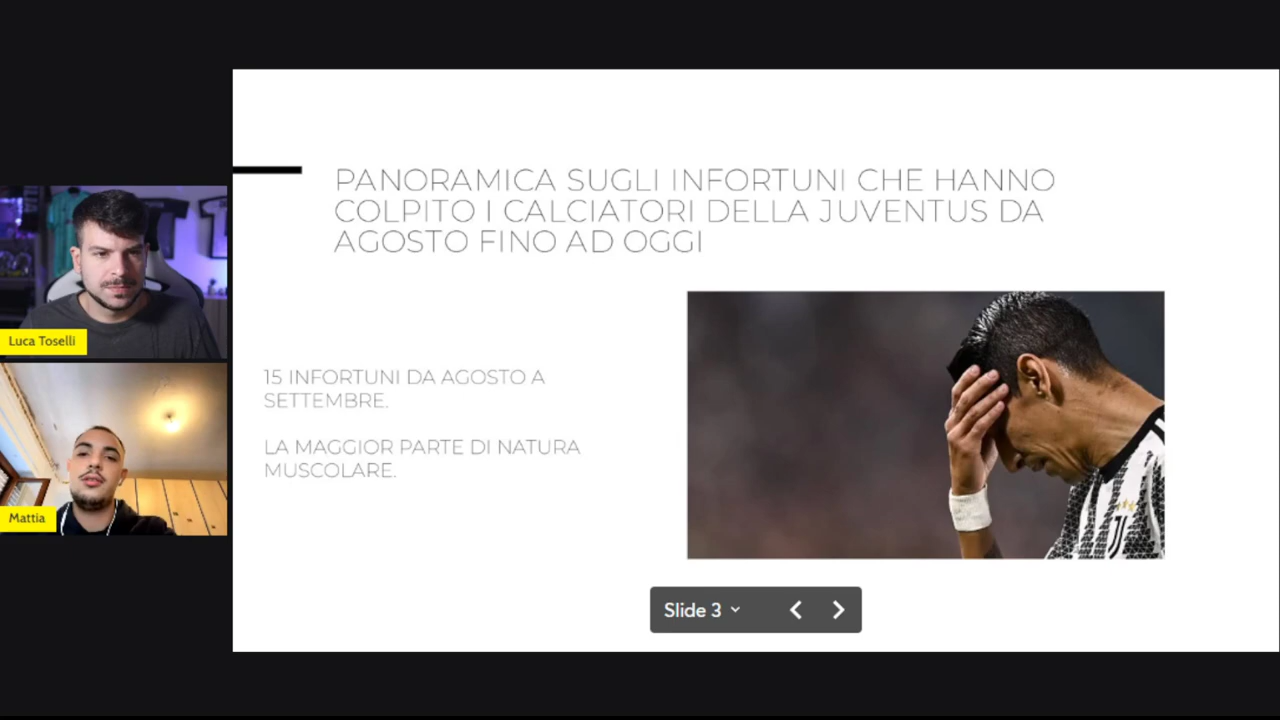 PANORAMICA SUGLI INFORTUNI CHE HANNO
COLPITO I CALCIATORI DELLA JUVENTUS DA
AGOSTO FINO AD OGGI
15 INFORTUNI DA AGOSTO A
SETTEMBRE.
LA MAGGIOR PARTE DI NATURA
MUSCOLARE.
Luca Toselli
Mattia
Slide 3